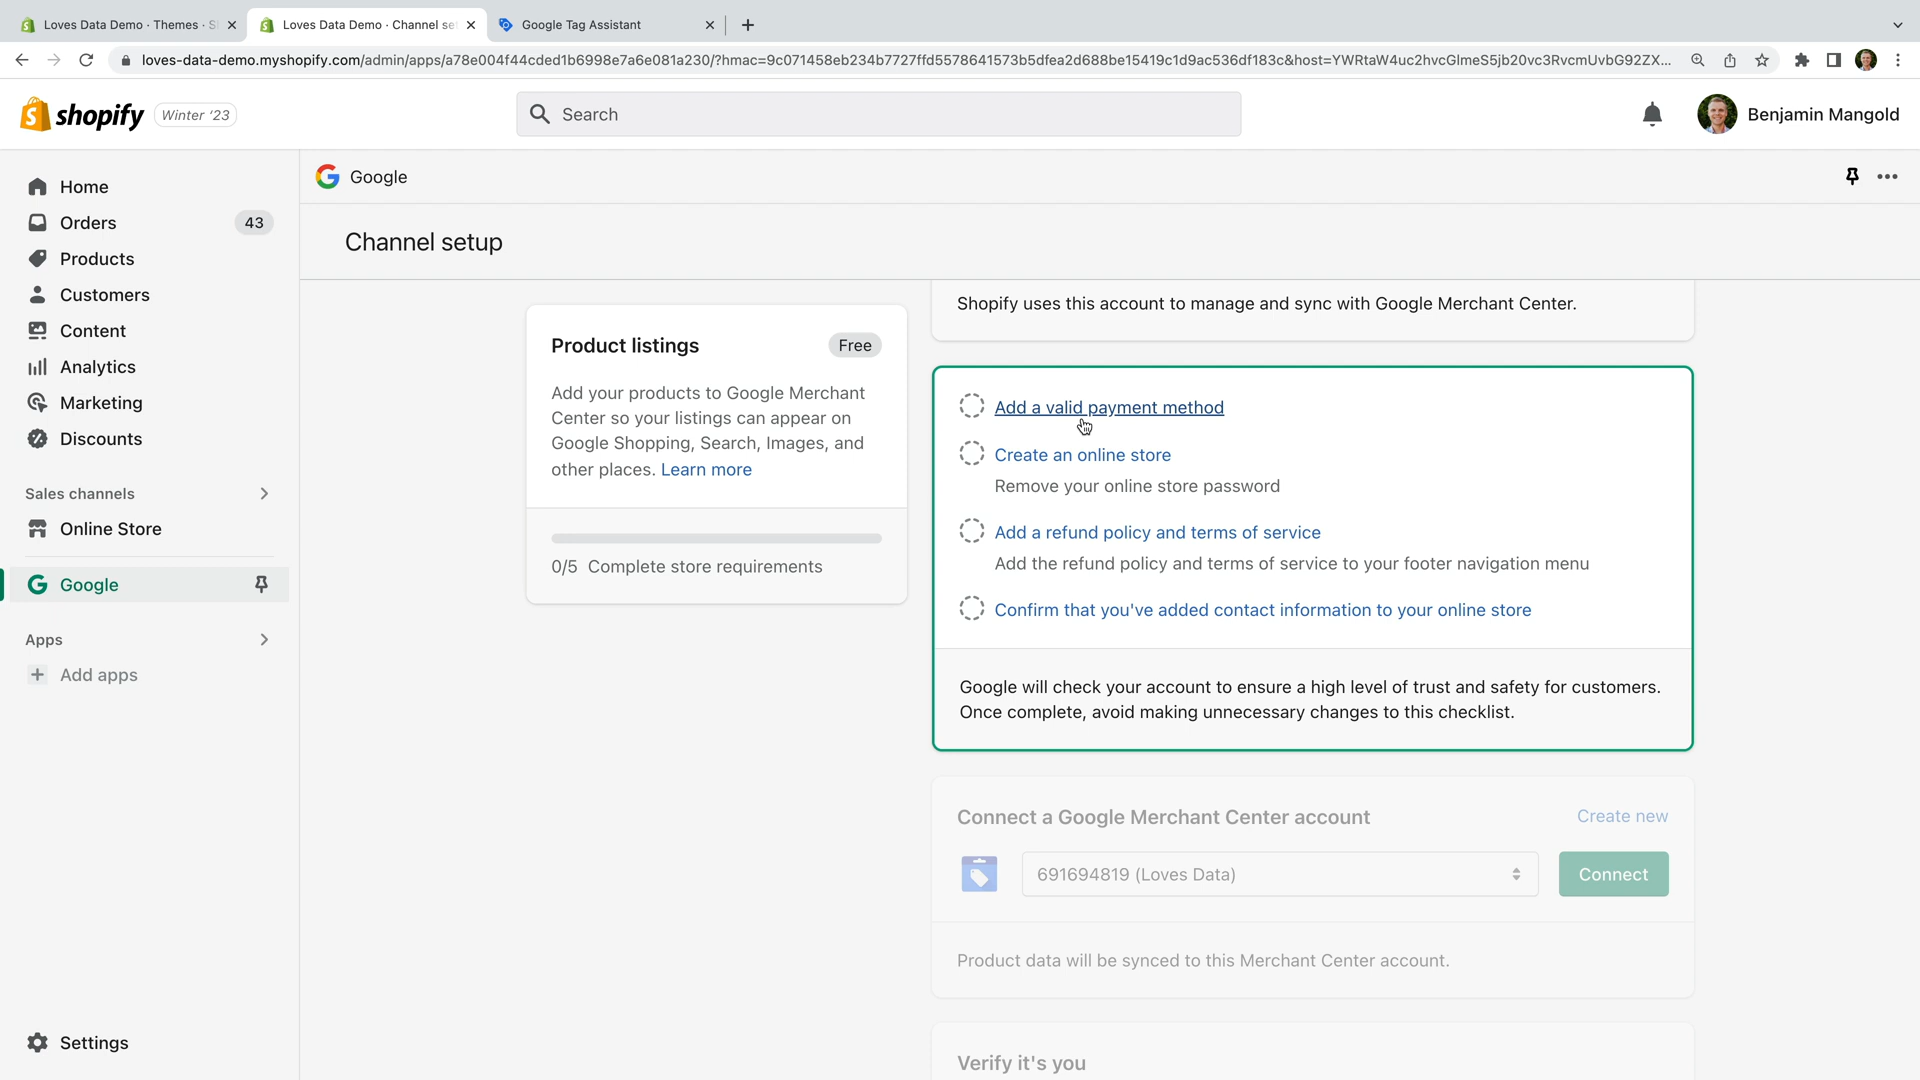 Loves Data Demo · Themes · S
Loves Data Demo · Channel se
Google Tag Assistant
loves-data-demo.myshopify.com/admin/apps/a78e004f44cded1b6998e7a6e081a230/?hmac=9c071458eb234b7727ffd5578641573b5dfea2d688be15419c1d9ac536df183c&host=YWRtaW4uc2hvcGlmeS5jb20vc3RvcmUvbG92ZX...
shopify
Winter '23
Search
Benjamin Mangold
Home
Orders 43
Products
Customers
Content
Analytics
Marketing
Discounts
Sales channels
Online Store
Google
Apps
Add apps
Settings
Google
Channel setup
Product listings Free
Add your products to Google Merchant
Center so your listings can appear on
Google Shopping, Search, Images, and
other places. Learn more
0/5 Complete store requirements
Shopify uses this account to manage and sync with Google Merchant Center.
Add a valid payment method
Create an online store
Remove your online store password
Add a refund policy and terms of service
Add the refund policy and terms of service to your footer navigation menu
Confirm that you've added contact information to your online store
Google will check your account to ensure a high level of trust and safety for customers.
Once complete, avoid making unnecessary changes to this checklist.
Connect a Google Merchant Center account Create new
691694819 (Loves Data) Connect
Product data will be synced to this Merchant Center account.
Verify it's you